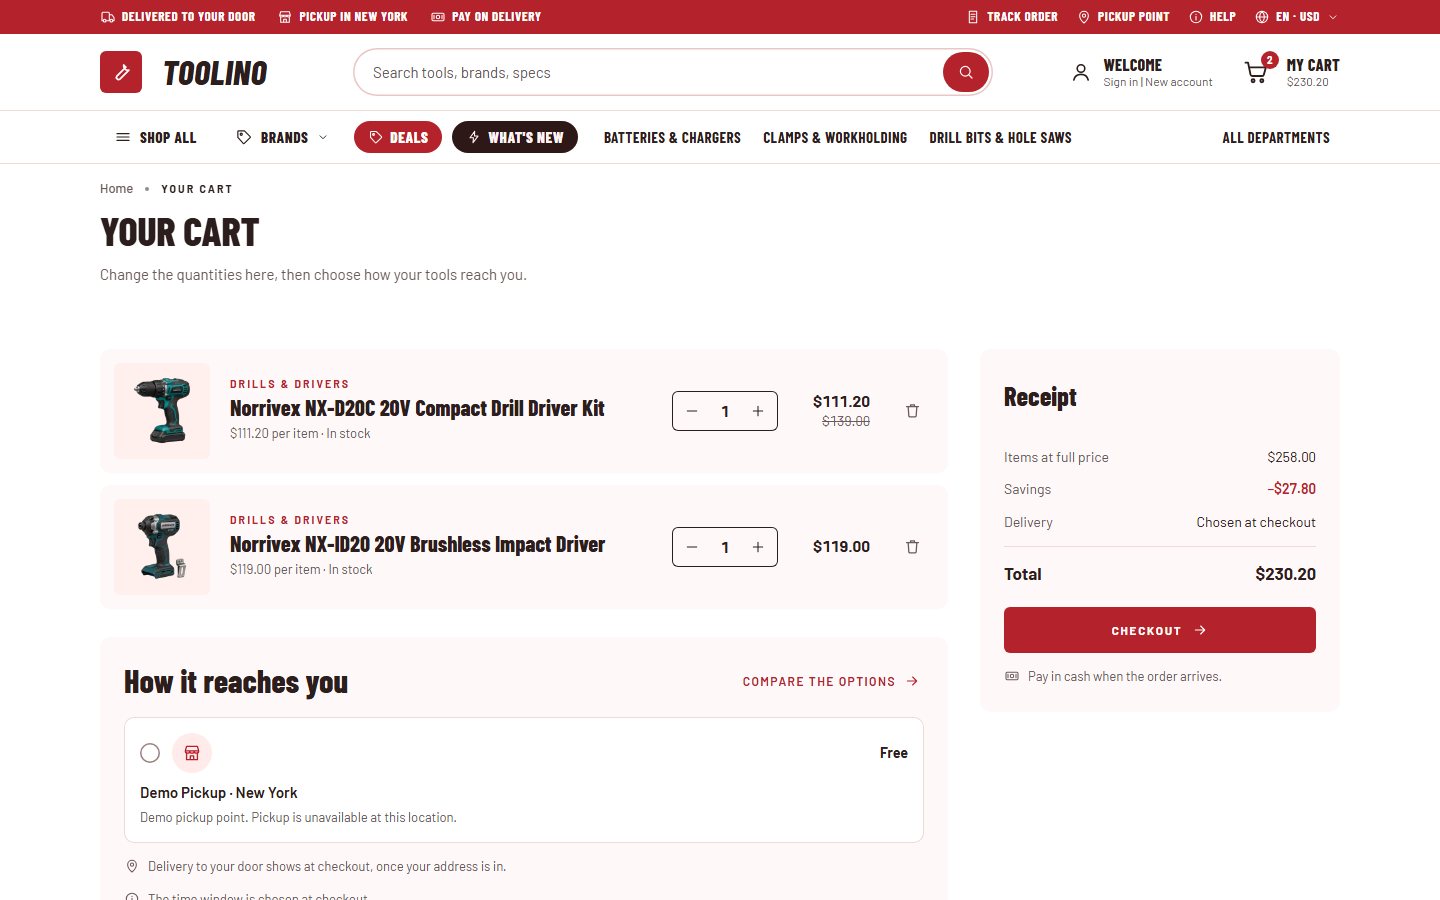 DELIVERED TO YOUR DOOR
PICKUP IN NEW YORK
PAY ON DELIVERY
TRACK ORDER
PICKUP POINT
HELP
EN · USD
TOOLINO
Search tools, brands, specs
WELCOME
Sign in | New account
2
MY CART
$230.20
SHOP ALL
BRANDS
DEALS
WHAT'S NEW
BATTERIES & CHARGERS
CLAMPS & WORKHOLDING
DRILL BITS & HOLE SAWS
ALL DEPARTMENTS
Home • YOUR CART
YOUR CART
Change the quantities here, then choose how your tools reach you.
DRILLS & DRIVERS
Norrivex NX-D20C 20V Compact Drill Driver Kit
$111.20 per item · In stock
1
$111.20
$139.00
DRILLS & DRIVERS
Norrivex NX-ID20 20V Brushless Impact Driver
$119.00 per item · In stock
1
$119.00
Receipt
Items at full price $258.00
Savings –$27.80
Delivery Chosen at checkout
Total $230.20
CHECKOUT
Pay in cash when the order arrives.
How it reaches you
COMPARE THE OPTIONS
Free
Demo Pickup · New York
Demo pickup point. Pickup is unavailable at this location.
Delivery to your door shows at checkout, once your address is in.
The time window is chosen at checkout.